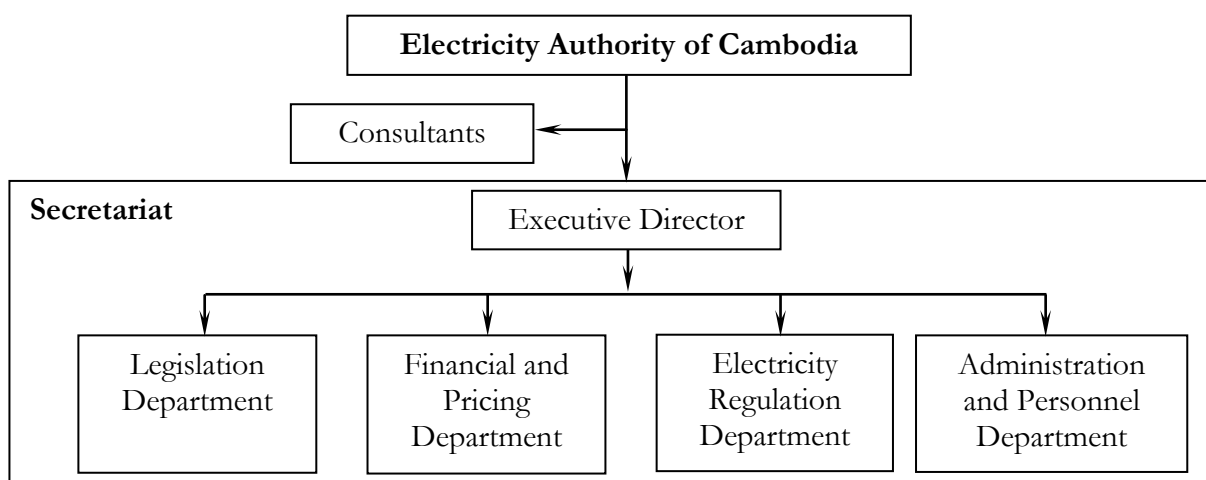 Electricity Authority of Cambodia
Consultants
Secretariat
Executive Director
Legislation
Department
Financial and
Pricing
Department
Electricity
Regulation
Department
Administration
and Personnel
Department